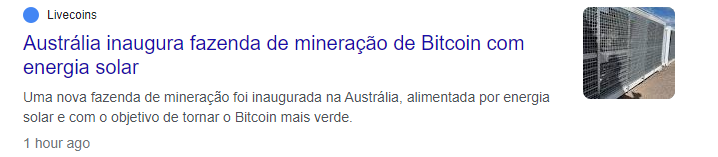 Livecoins
Austrália inaugura fazenda de mineração de Bitcoin com
energia solar
Uma nova fazenda de mineração foi inaugurada na Austrália, alimentada por energia
solar e com o objetivo de tornar o Bitcoin mais verde.
1 hour ago